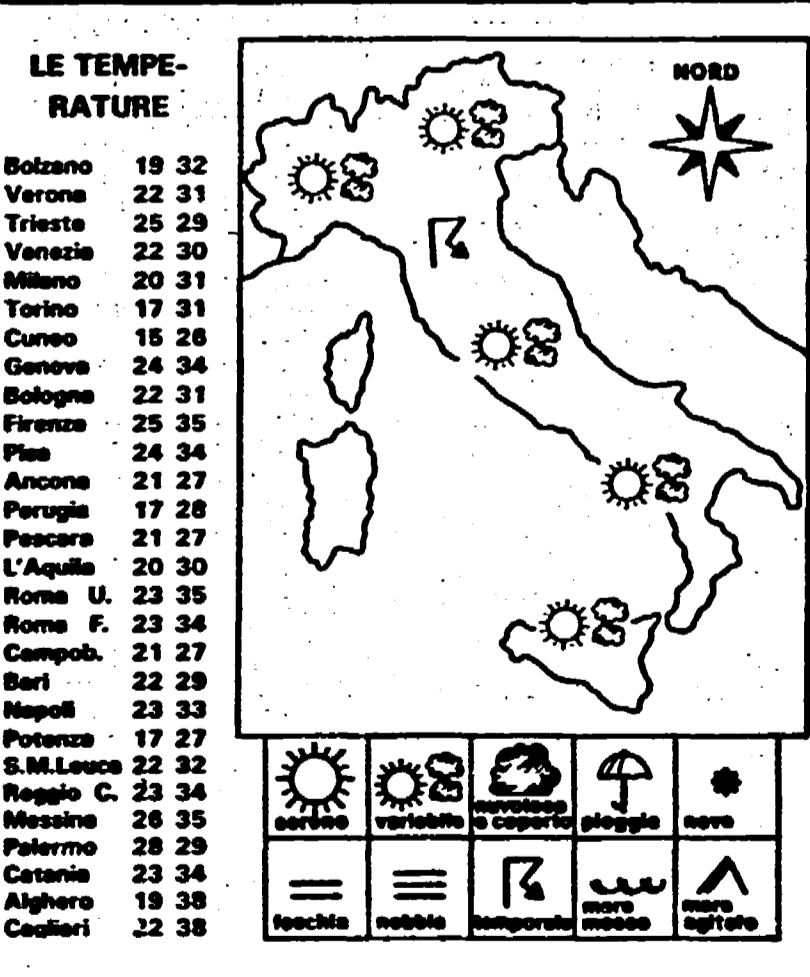 LE TEMPE-
RATURE
Bolzano 19 32
Verona 22 31
Trieste 25 29
Venezia 22 30
Milano 20 31
Torino 17 31
Cuneo 15 26
Genova 24 34
Bologna 22 31
Firenze 25 35
Pisa 24 34
Ancona 21 27
Perugia 17 28
Pescara 21 27
L'Aquila 20 30
Roma U. 23 35
Roma F. 23 34
Campob. 21 27
Bari 22 29
Napoli 23 33
Potenza 17 27
S.M.Leuca 22 32
Reggio C. 23 34
Messina 26 35
Palermo 28 29
Catania 23 34
Alghero 19 38
Cagliari 22 38
NORD
sereno
variabile
nuvoloso
e coperto
pioggia
neve
foschia
nebbia
temporale
mare
mosso
mare
agitato